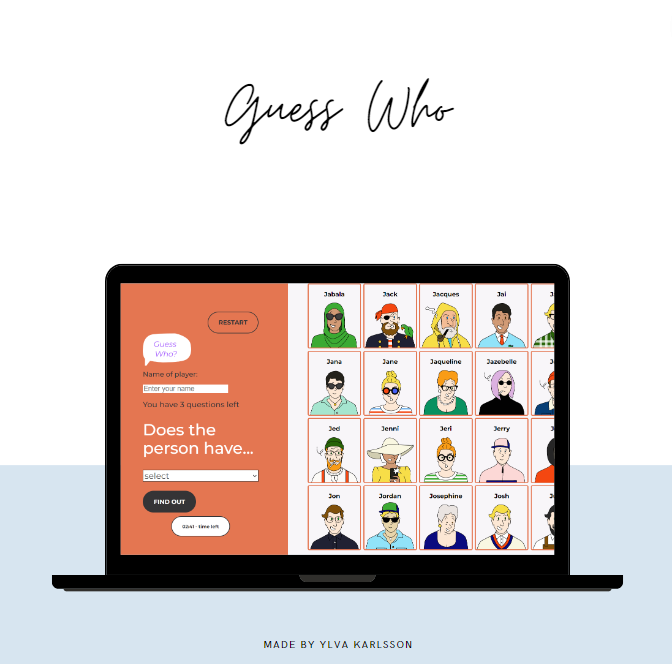 Guess Who
RESTART
Guess
Who?
Name of player:
Enter your name
You have 3 questions left
Does the
person have...
select
FIND OUT
02:41 - time left
Jabala
Jack
Jacques
Jai
Jana
Jane
Jaqueline
Jazebelle
Jed
Jenni
Jeri
Jerry
Jon
Jordan
Josephine
Josh
MADE BY YLVA KARLSSON